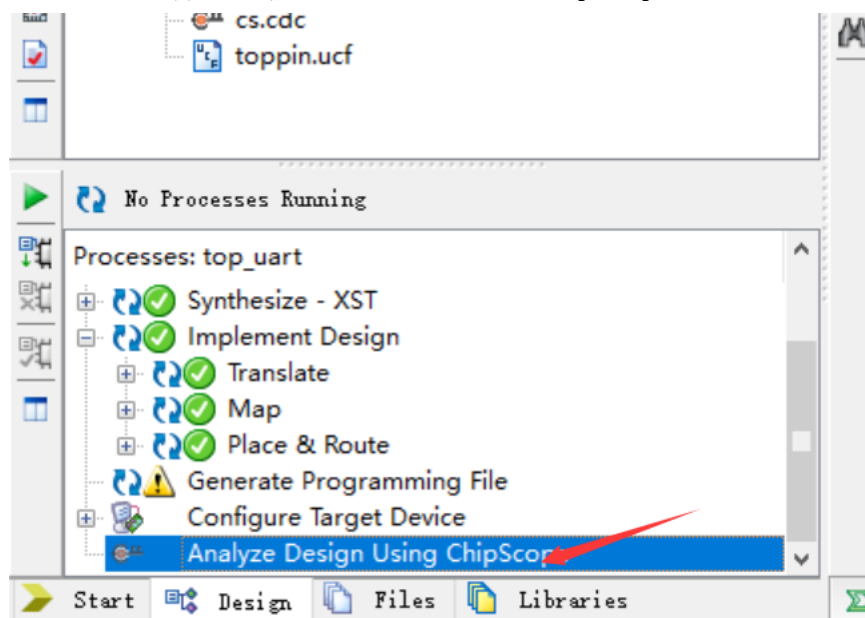 cs.cdc
toppin.ucf
No Processes Running
Processes: top_uart
Synthesize - XST
Implement Design
Translate
Map
Place & Route
Generate Programming File
Configure Target Device
Analyze Design Using ChipScop
Start Design Files Libraries